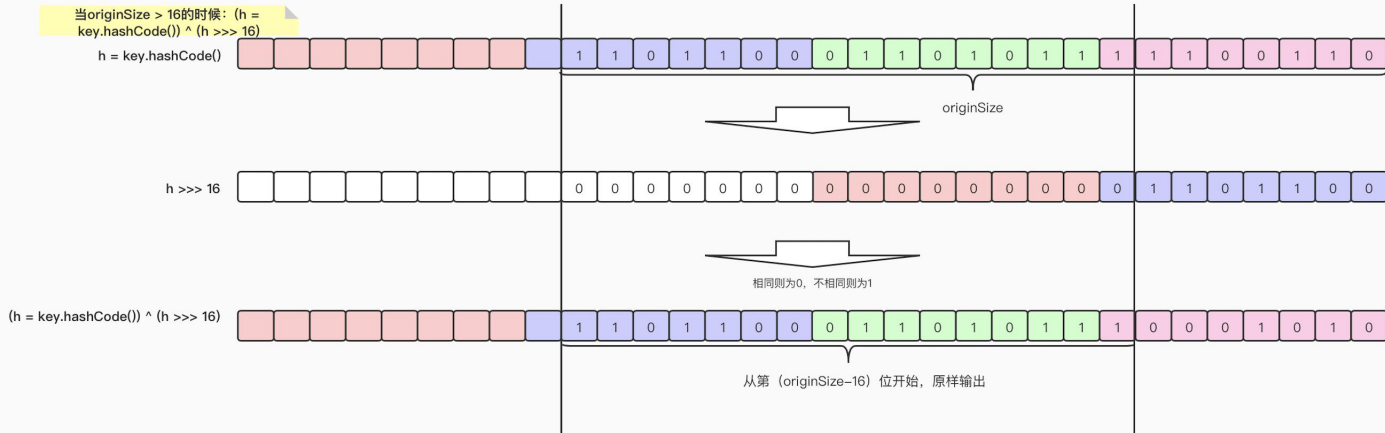 当originSize > 16的时候：(h =
key.hashCode()) ^ (h >>> 16)
h = key.hashCode()
1 1 0 1 1 0 0 0 1 1 0 1 0 1 1 1 1 1 0 0 1 1 0
originSize
h >>> 16
0 0 0 0 0 0 0 0 0 0 0 0 0 0 0 0 1 1 0 1 1 0 0
相同则为0，不相同则为1
(h = key.hashCode()) ^ (h >>> 16)
1 1 0 1 1 0 0 0 1 1 0 1 0 1 1 1 0 0 0 1 0 1 0
从第（originSize-16）位开始，原样输出